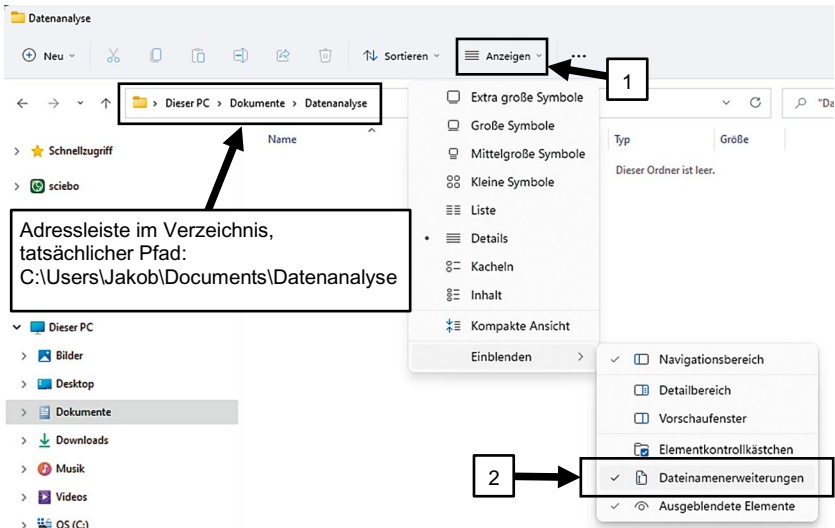 Datenanalyse
Neu
Sortieren
Anzeigen
...
1
> Dieser PC > Dokumente > Datenanalyse
"Da
Name
Typ
Größe
Dieser Ordner ist leer.
Schnellzugriff
sciebo
Adressleiste im Verzeichnis,
tatsächlicher Pfad:
C:\Users\Jakob\Documents\Datenanalyse
Dieser PC
Bilder
Desktop
Dokumente
Downloads
Musik
Videos
OS (C:)
Extra große Symbole
Große Symbole
Mittelgroße Symbole
Kleine Symbole
Liste
Details
Kacheln
Inhalt
Kompakte Ansicht
Einblenden
Navigationsbereich
Detailbereich
Vorschaufenster
Elementkontrollkästchen
2
Dateinamenerweiterungen
Ausgeblendete Elemente